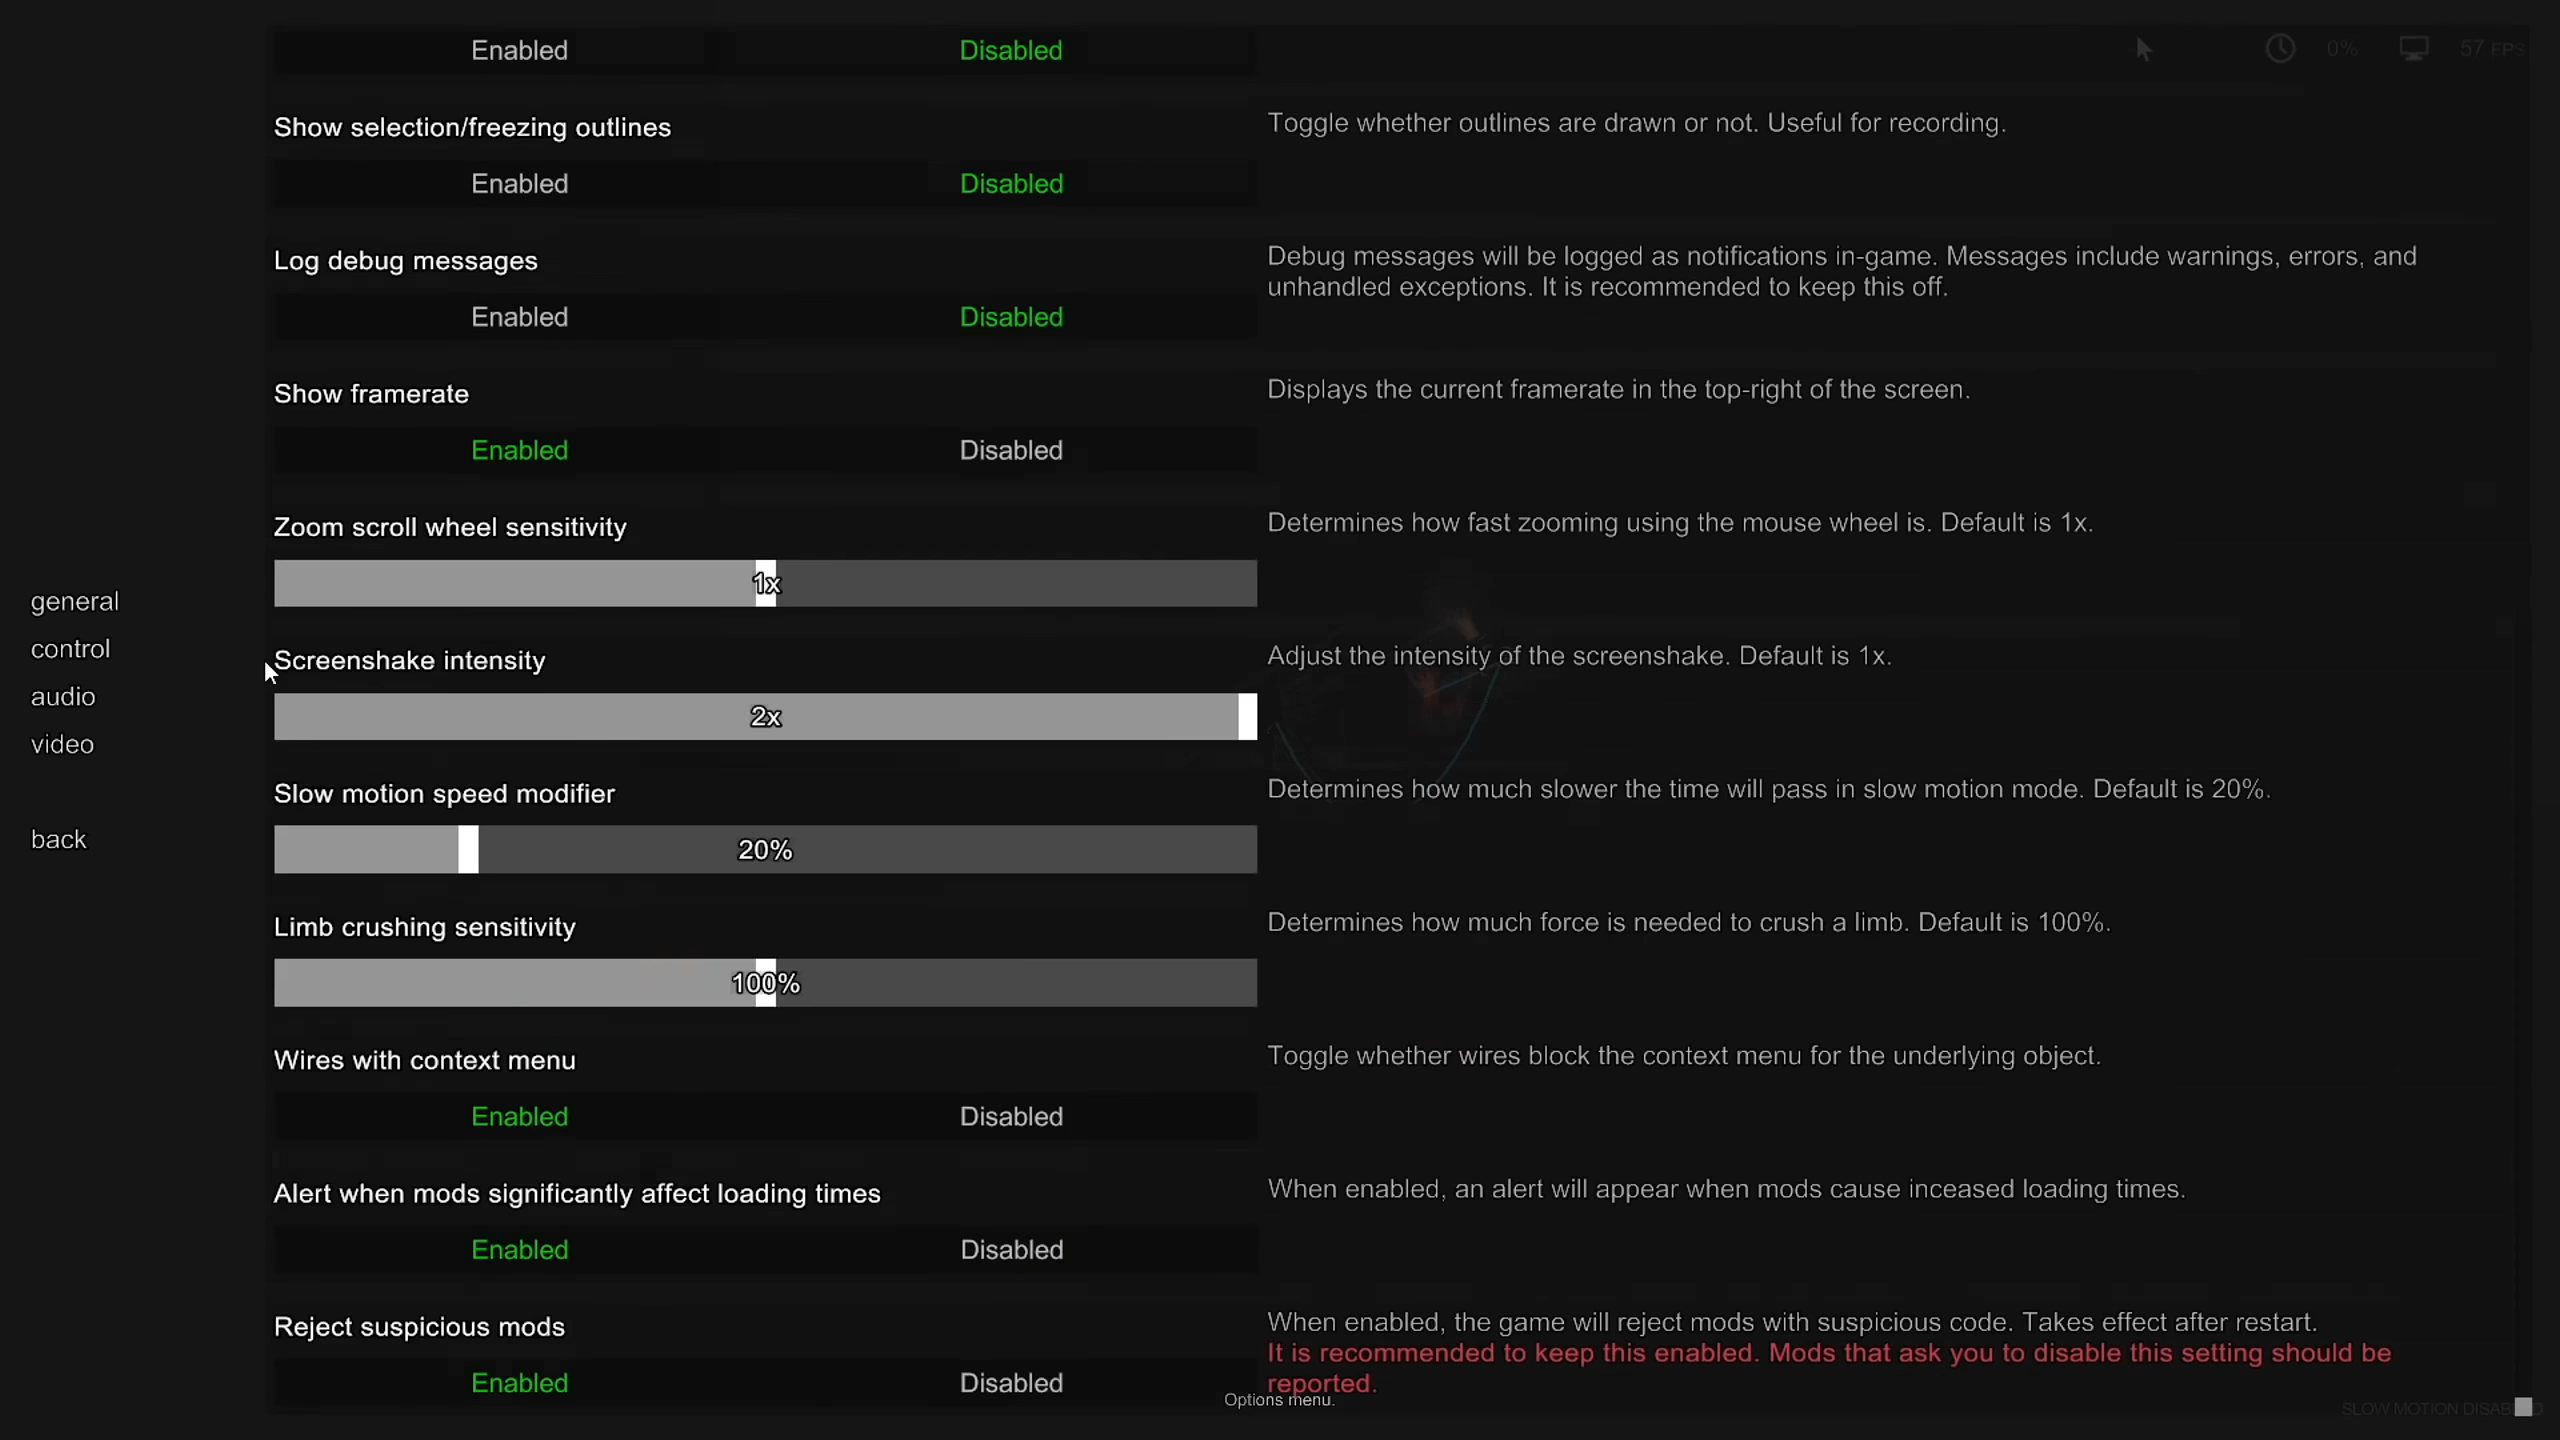 Enabled Disabled
0% 57 FPS
Show selection/freezing outlines
Toggle whether outlines are drawn or not. Useful for recording.
Enabled Disabled
Log debug messages
Debug messages will be logged as notifications in-game. Messages include warnings, errors, and
unhandled exceptions. It is recommended to keep this off.
Enabled Disabled
Show framerate
Displays the current framerate in the top-right of the screen.
Enabled Disabled
Zoom scroll wheel sensitivity
Determines how fast zooming using the mouse wheel is. Default is 1x.
1x
general
control
audio
video
back
Screenshake intensity
Adjust the intensity of the screenshake. Default is 1x.
2x
Slow motion speed modifier
Determines how much slower the time will pass in slow motion mode. Default is 20%.
20%
Limb crushing sensitivity
Determines how much force is needed to crush a limb. Default is 100%.
100%
Wires with context menu
Toggle whether wires block the context menu for the underlying object.
Enabled Disabled
Alert when mods significantly affect loading times
When enabled, an alert will appear when mods cause inceased loading times.
Enabled Disabled
Reject suspicious mods
When enabled, the game will reject mods with suspicious code. Takes effect after restart.
It is recommended to keep this enabled. Mods that ask you to disable this setting should be
reported.
Enabled Disabled
Options menu.
SLOW MOTION